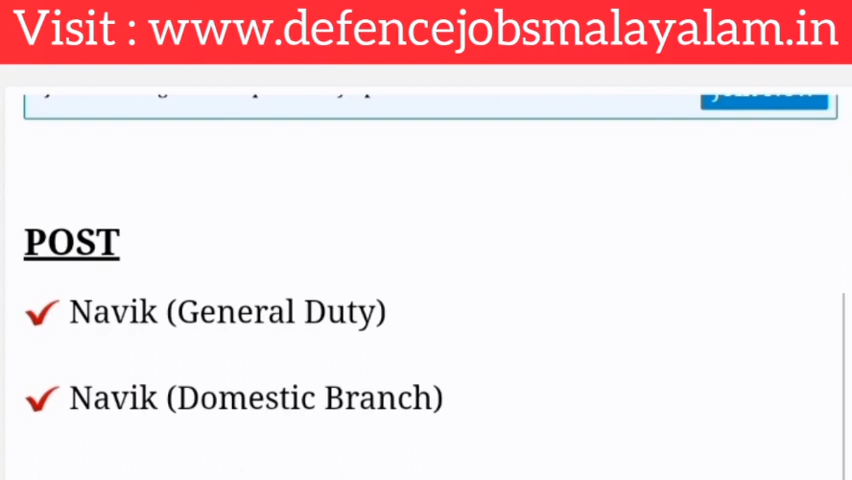 Visit : www.defencejobsmalayalam.in
POST
Navik (General Duty)
Navik (Domestic Branch)